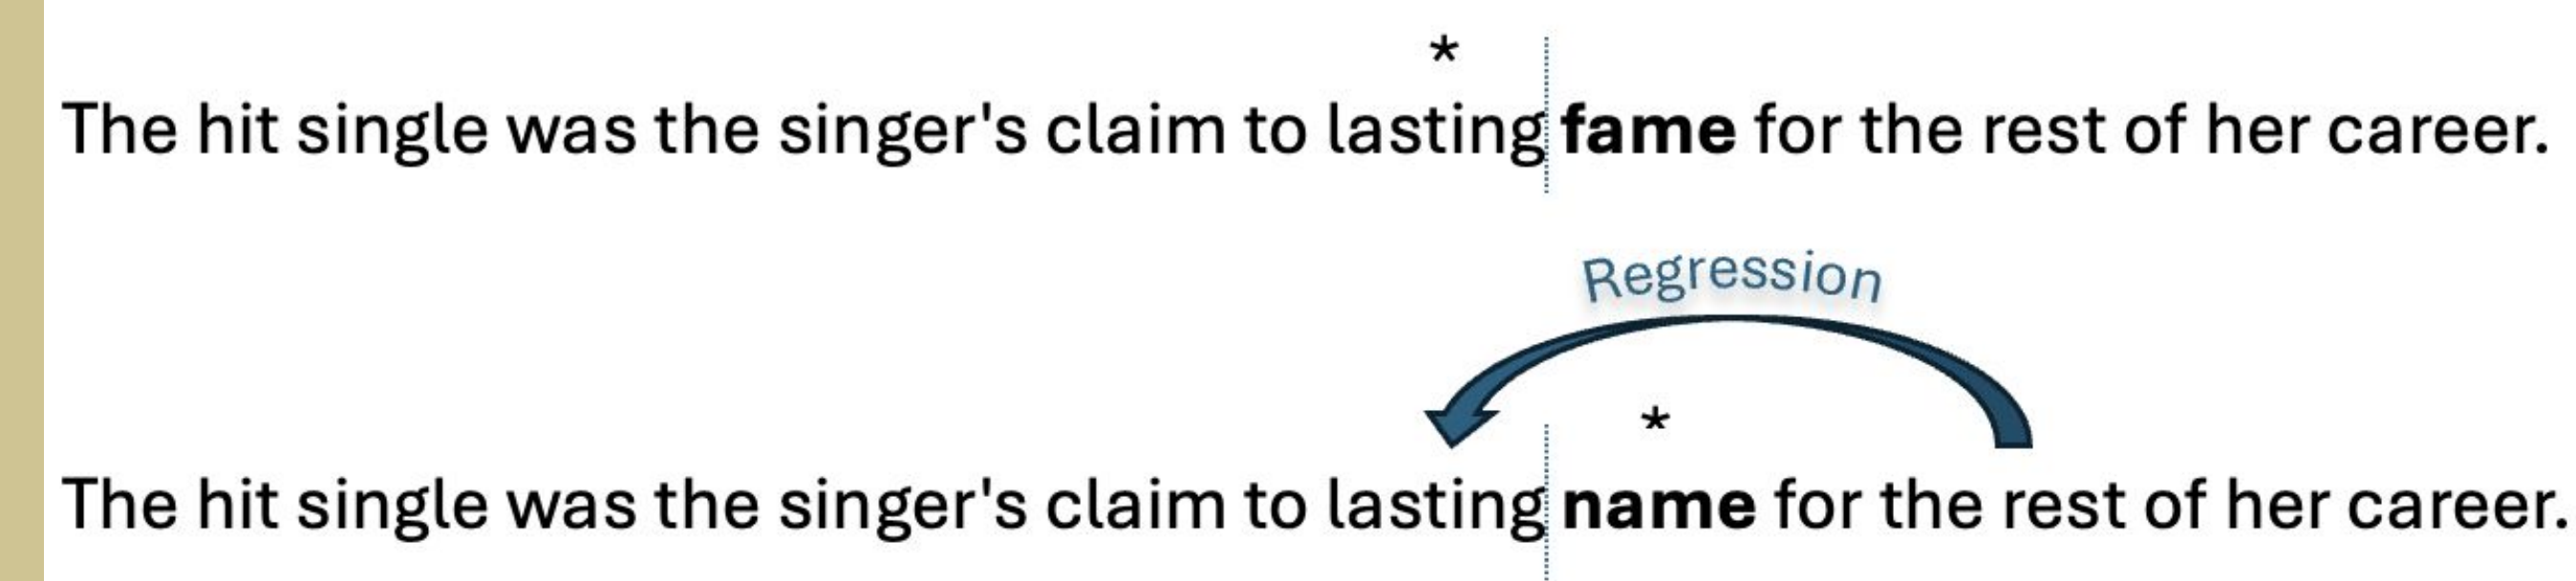 *
The hit single was the singer's claim to lasting fame for the rest of her career.
Regression
*
The hit single was the singer's claim to lasting name for the rest of her career.